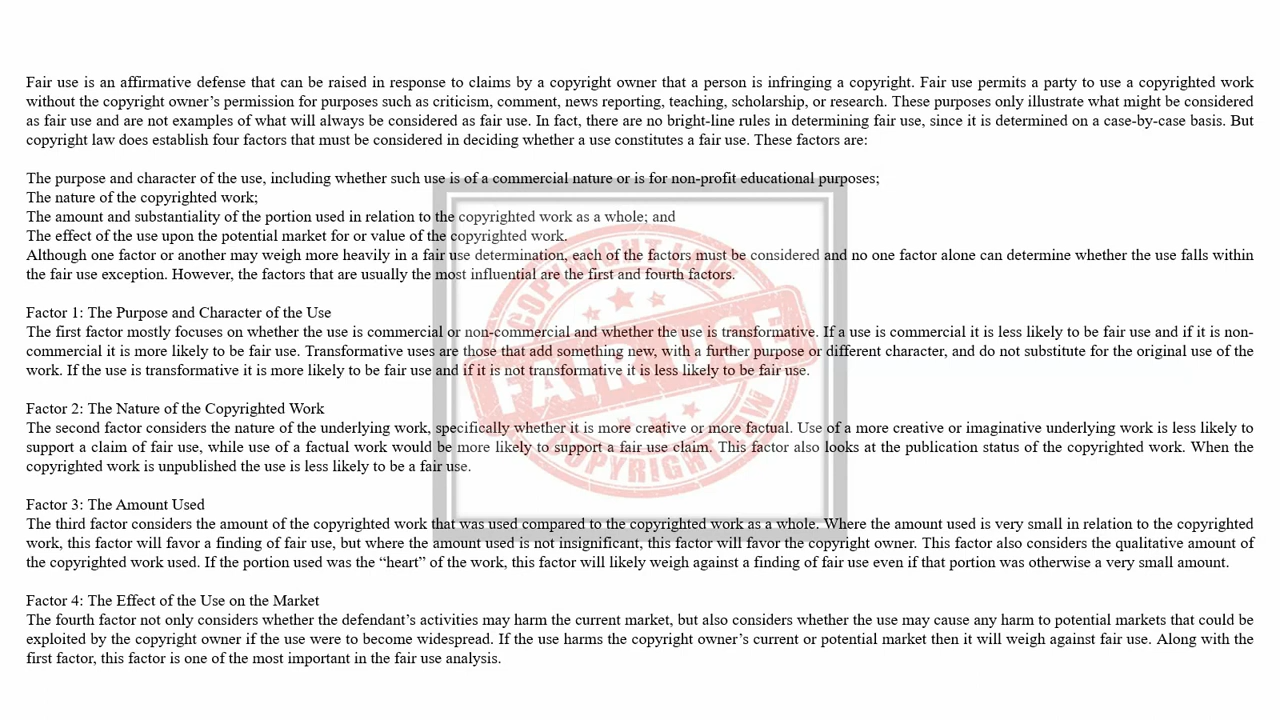 Fair use is an affirmative defense that can be raised in response to claims by a copyright owner that a person is infringing a copyright. Fair use permits a party to use a copyrighted work
without the copyright owner’s permission for purposes such as criticism, comment, news reporting, teaching, scholarship, or research. These purposes only illustrate what might be considered
as fair use and are not examples of what will always be considered as fair use. In fact, there are no bright-line rules in determining fair use, since it is determined on a case-by-case basis. But
copyright law does establish four factors that must be considered in deciding whether a use constitutes a fair use. These factors are:
The purpose and character of the use, including whether such use is of a commercial nature or is for non-profit educational purposes;
The nature of the copyrighted work;
The amount and substantiality of the portion used in relation to the copyrighted work as a whole; and
The effect of the use upon the potential market for or value of the copyrighted work.
Although one factor or another may weigh more heavily in a fair use determination, each of the factors must be considered and no one factor alone can determine whether the use falls within
the fair use exception. However, the factors that are usually the most influential are the first and fourth factors.
Factor 1: The Purpose and Character of the Use
The first factor mostly focuses on whether the use is commercial or non-commercial and whether the use is transformative. If a use is commercial it is less likely to be fair use and if it is non-
commercial it is more likely to be fair use. Transformative uses are those that add something new, with a further purpose or different character, and do not substitute for the original use of the
work. If the use is transformative it is more likely to be fair use and if it is not transformative it is less likely to be fair use.
Factor 2: The Nature of the Copyrighted Work
The second factor considers the nature of the underlying work, specifically whether it is more creative or more factual. Use of a more creative or imaginative underlying work is less likely to
support a claim of fair use, while use of a factual work would be more likely to support a fair use claim. This factor also looks at the publication status of the copyrighted work. When the
copyrighted work is unpublished the use is less likely to be a fair use.
Factor 3: The Amount Used
The third factor considers the amount of the copyrighted work that was used compared to the copyrighted work as a whole. Where the amount used is very small in relation to the copyrighted
work, this factor will favor a finding of fair use, but where the amount used is not insignificant, this factor will favor the copyright owner. This factor also considers the qualitative amount of
the copyrighted work used. If the portion used was the “heart” of the work, this factor will likely weigh against a finding of fair use even if that portion was otherwise a very small amount.
Factor 4: The Effect of the Use on the Market
The fourth factor not only considers whether the defendant’s activities may harm the current market, but also considers whether the use may cause any harm to potential markets that could be
exploited by the copyright owner if the use were to become widespread. If the use harms the copyright owner’s current or potential market then it will weigh against fair use. Along with the
first factor, this factor is one of the most important in the fair use analysis.
COPYRIGHT LAW
FAIR USE
COPYRIGHT LAW